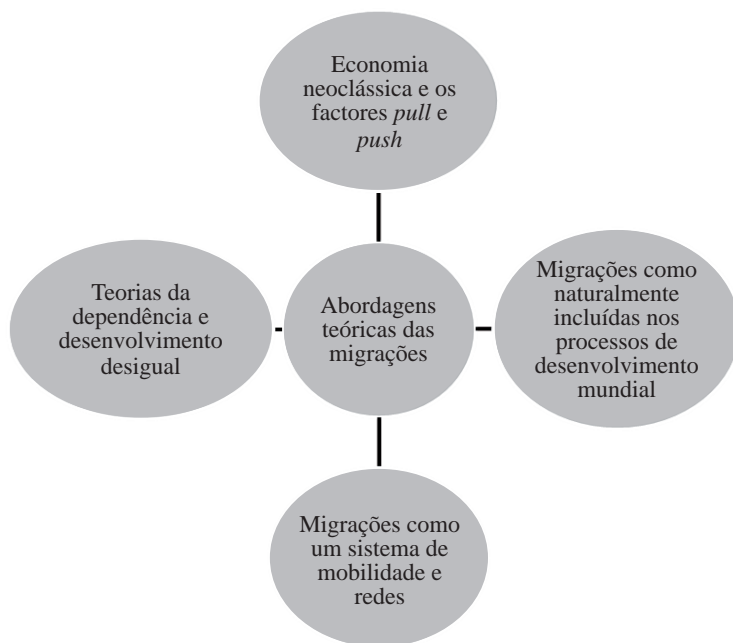 Economia
neoclássica e os
factores pull e
push
Teorias da
dependência e
desenvolvimento
desigual
Abordagens
teóricas das
migrações
Migrações como
naturalmente
incluídas nos
processos de
desenvolvimento
mundial
Migrações como
um sistema de
mobilidade e
redes